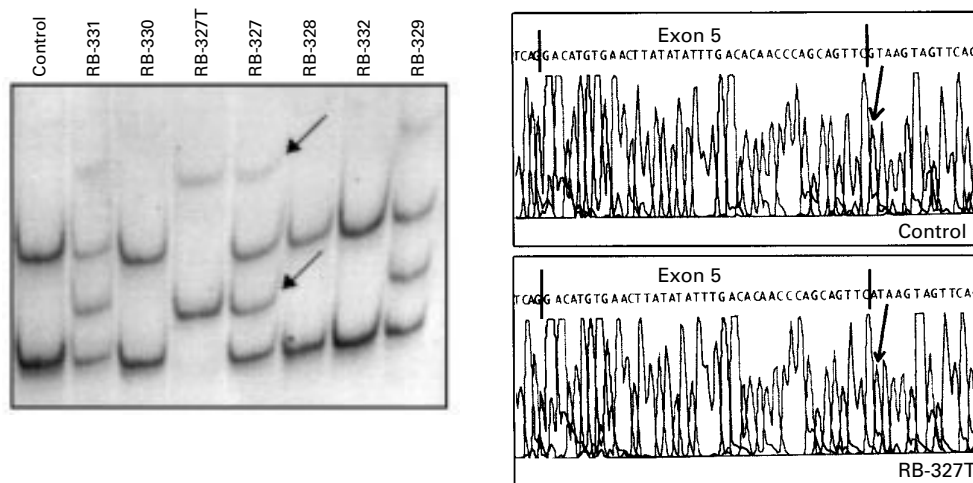 Control
RB-331
RB-330
RB-327T
RB-327
RB-328
RB-332
RB-329
Exon 5
TCAGGACATGTGAACTTATATATTTGACACAACCCAGCAGTTCGTAAGTAGTTCAC
Control
Exon 5
TCAGGACATGTGAACTTATATATTTGACACAACCCAGCAGTTCATAAGTAGTTCA
RB-327T